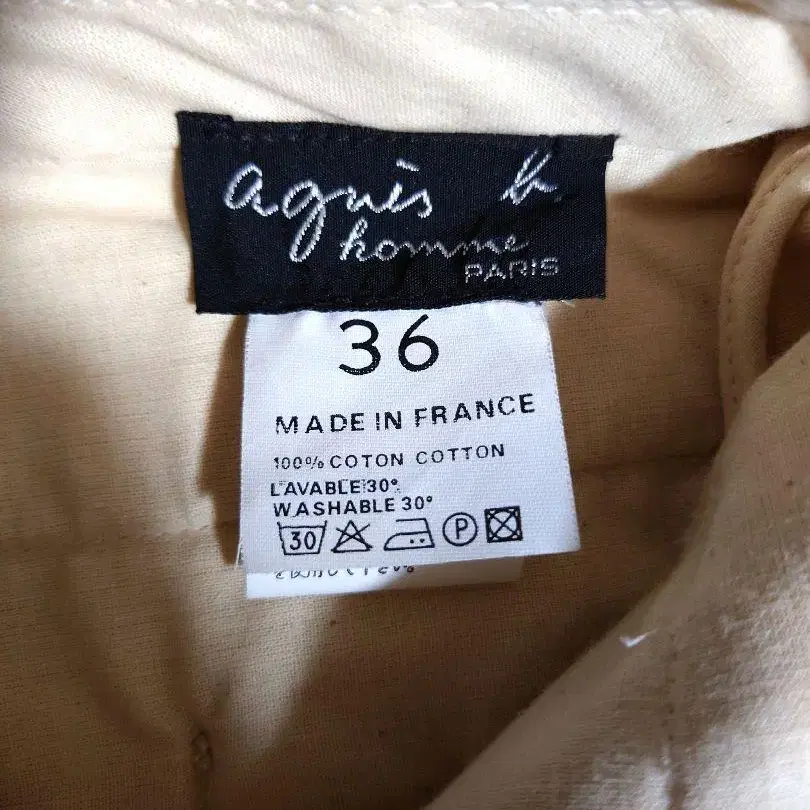 agnès b.
homme
PARIS
36
MADE IN FRANCE
100% COTON COTTON
LAVABLE 30°
WASHABLE 30°
30
P